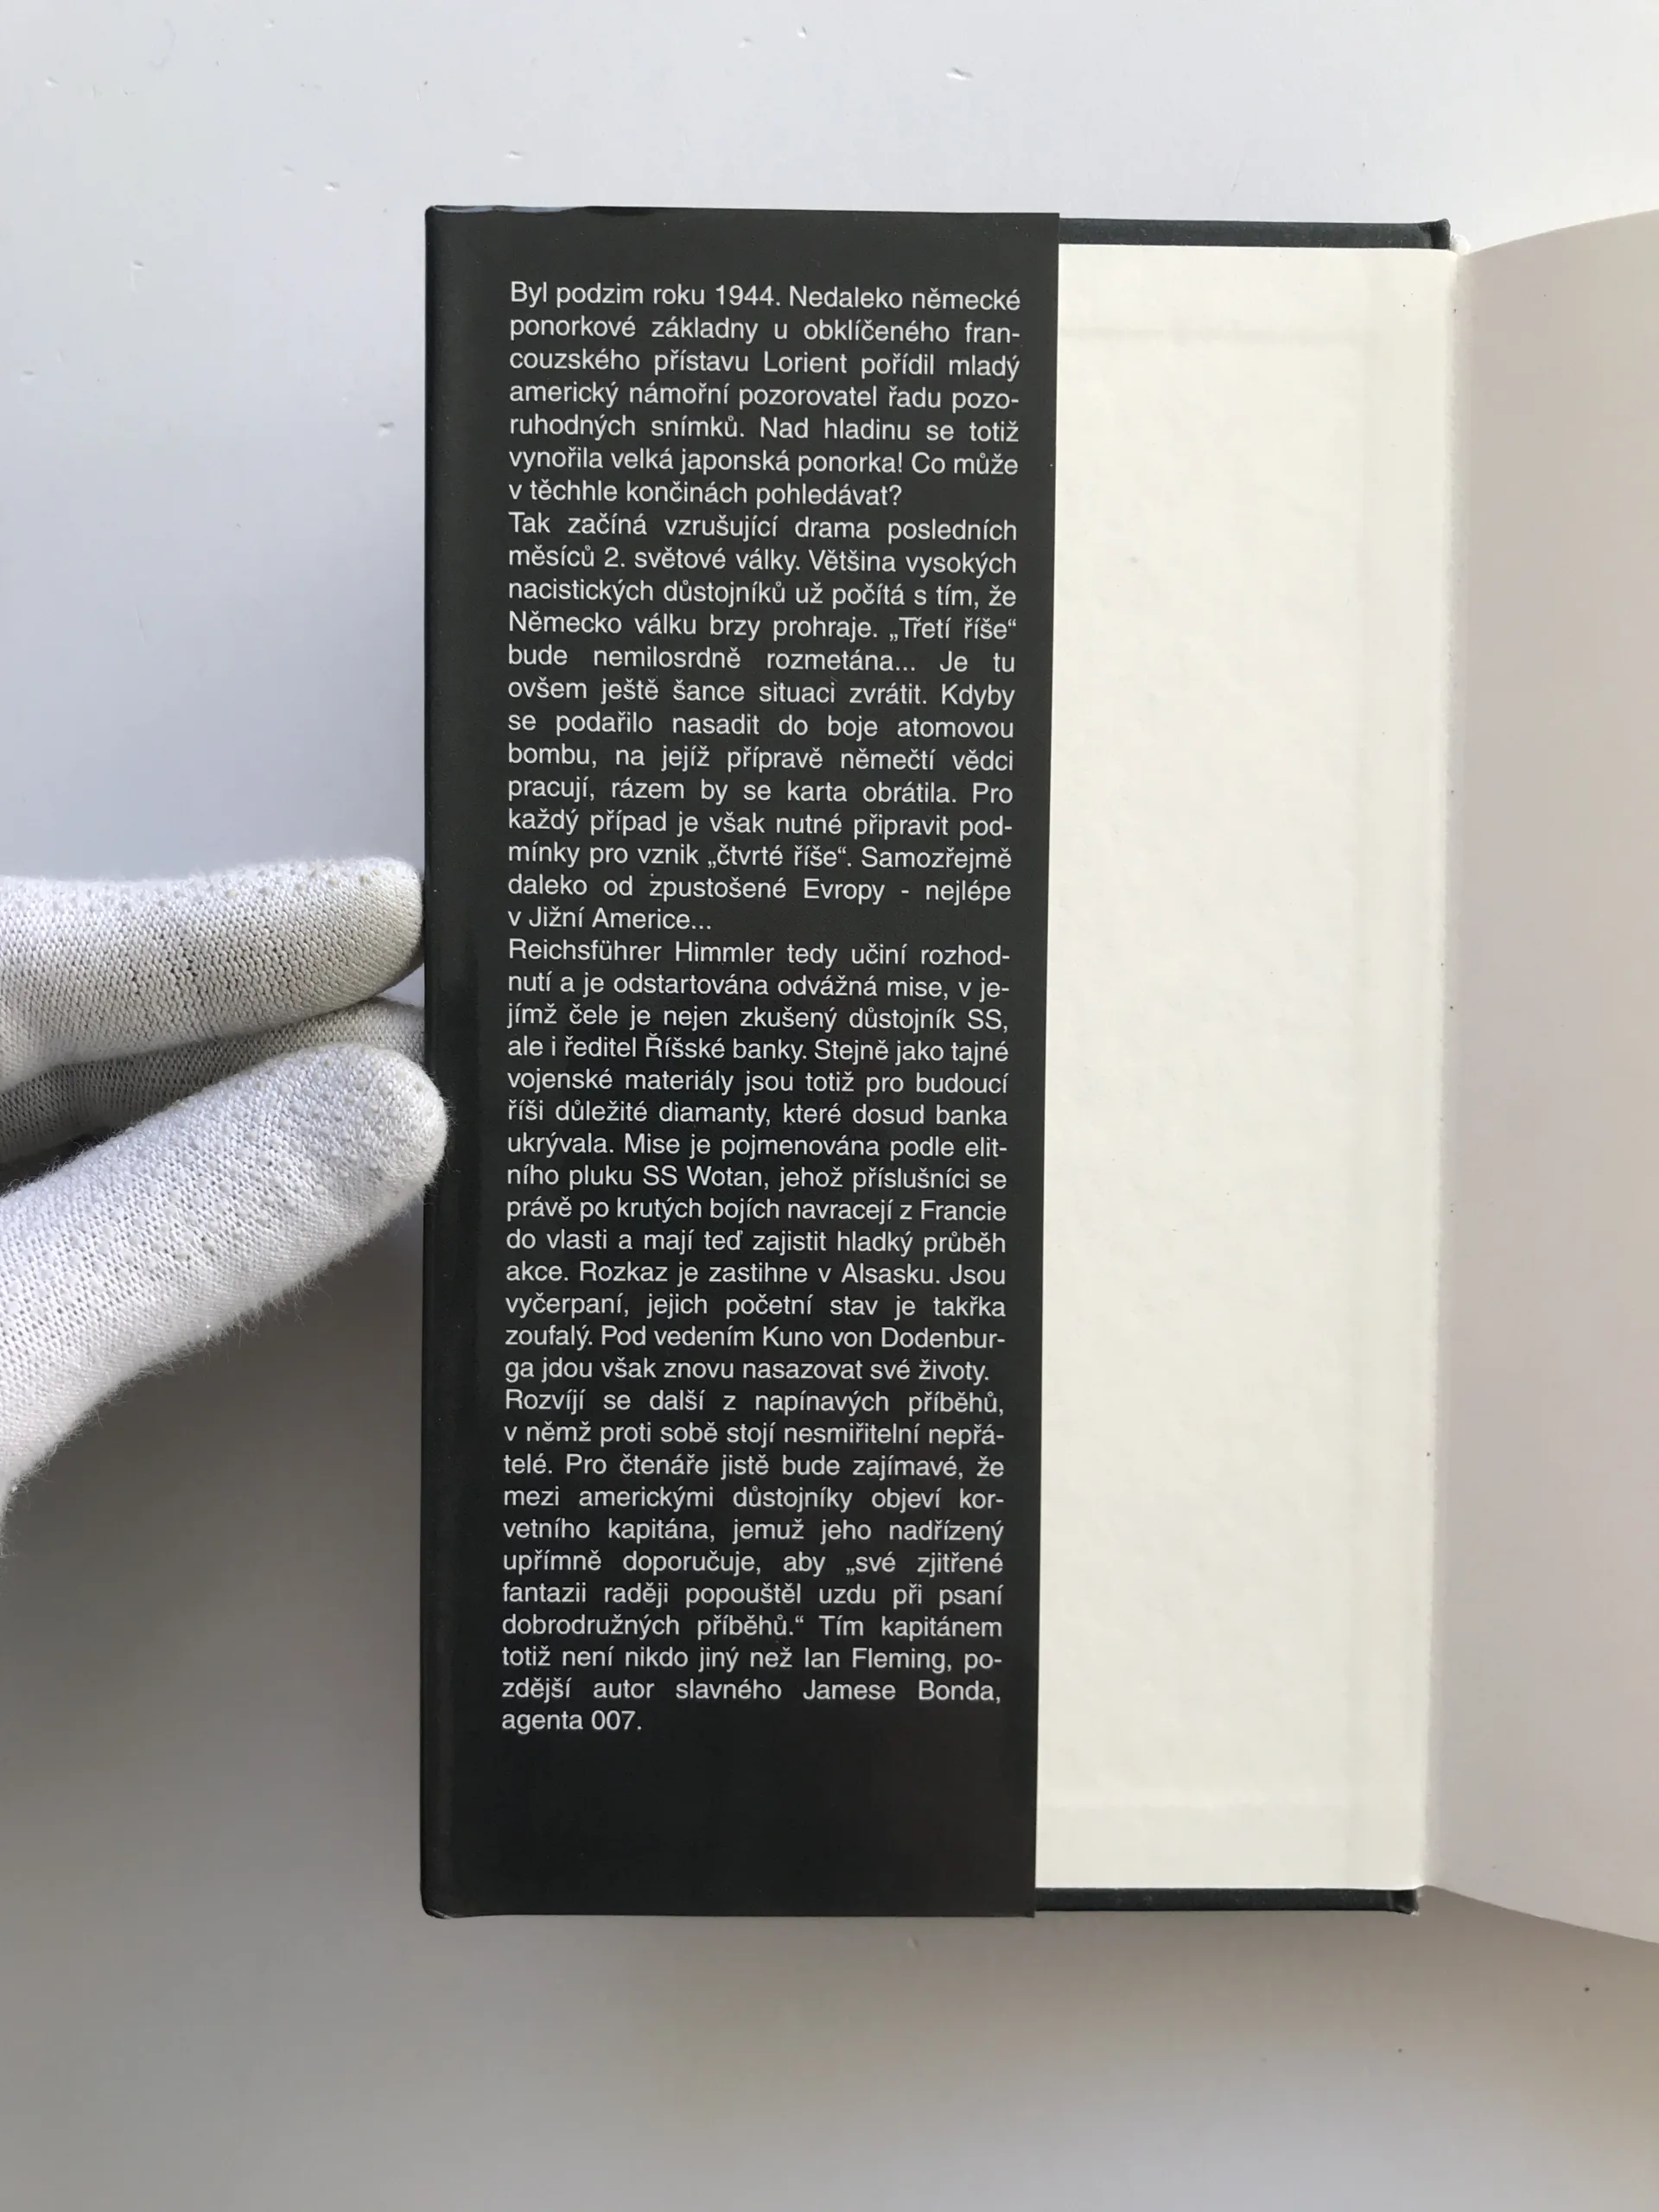 Byl podzim roku 1944. Nedaleko německé
ponorkové základny u obklíčeného fran-
couzského přístavu Lorient pořídil mladý
americký námořní pozorovatel řadu pozo-
ruhodných snímků. Nad hladinu se totiž
vynořila velká japonská ponorka! Co může
v těchhle končinách pohledávat?
Tak začíná vzrušující drama posledních
měsíců 2. světové války. Většina vysokých
nacistických důstojníků už počítá s tím, že
Německo válku brzy prohraje. „Třetí říše“
bude nemilosrdně rozmetána... Je tu
ovšem ještě šance situaci zvrátit. Kdyby
se podařilo nasadit do boje atomovou
bombu, na jejíž přípravě němečtí vědci
pracují, rázem by se karta obrátila. Pro
každý případ je však nutné připravit pod-
mínky pro vznik „čtvrté říše“. Samozřejmě
daleko od zpustošené Evropy - nejlépe
v Jižní Americe...
Reichsführer Himmler tedy učiní rozhod-
nutí a je odstartována odvážná mise, v je-
jímž čele je nejen zkušený důstojník SS,
ale i ředitel Říšské banky. Stejně jako tajné
vojenské materiály jsou totiž pro budoucí
říši důležité diamanty, které dosud banka
ukrývala. Mise je pojmenována podle elit-
ního pluku SS Wotan, jehož příslušníci se
právě po krutých bojích navracejí z Francie
do vlasti a mají teď zajistit hladký průběh
akce. Rozkaz je zastihne v Alsasku. Jsou
vyčerpaní, jejich početní stav je takřka
zoufalý. Pod vedením Kuno von Dodenbur-
ga jdou však znovu nasazovat své životy.
Rozvíjí se další z napínavých příběhů,
v němž proti sobě stojí nesmiřitelní nepřá-
telé. Pro čtenáře jistě bude zajímavé, že
mezi americkými důstojníky objeví kor-
vetního kapitána, jemuž jeho nadřízený
upřímně doporučuje, aby „své zjitřené
fantazii raději popouštěl uzdu při psaní
dobrodružných příběhů.“ Tím kapitánem
totiž není nikdo jiný než Ian Fleming, po-
zdější autor slavného Jamese Bonda,
agenta 007.